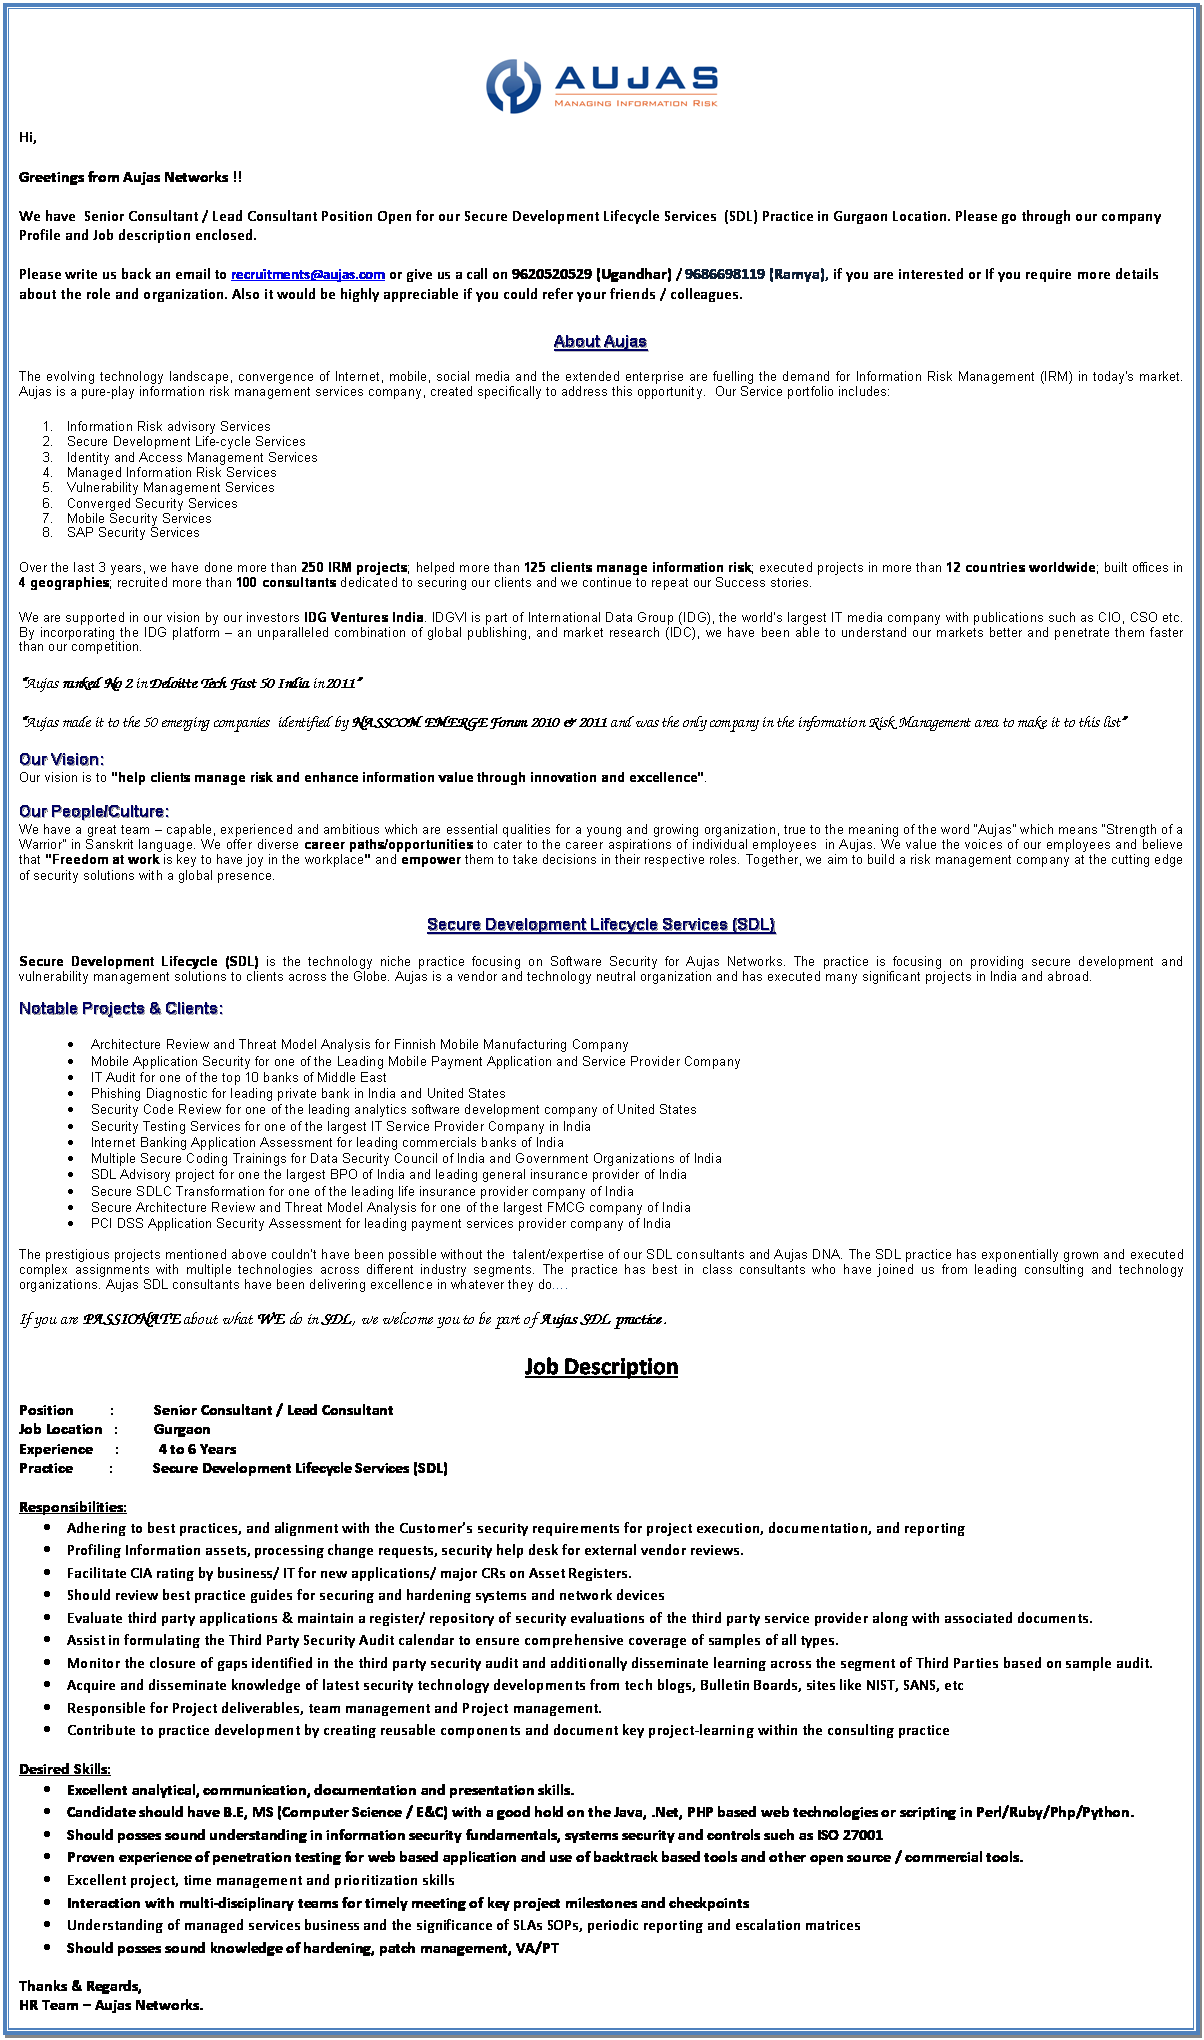 AUJAS
Managing Information Risk
Hi,
Greetings from Aujas Networks !!
We have  Senior Consultant / Lead Consultant Position Open for our Secure Development Lifecycle Services  (SDL) Practice in Gurgaon Location. Please go through our company
Profile and Job description enclosed.
Please write us back an email to recruitments@aujas.com or give us a call on 9620520529 (Ugandhar) / 9686698119 (Ramya), if you are interested or If you require more details
about the role and organization. Also it would be highly appreciable if you could refer your friends / colleagues.
About Aujas
The evolving technology landscape, convergence of Internet, mobile, social media and the extended enterprise are fuelling the demand for Information Risk Management (IRM) in today's market.
Aujas is a pure-play information risk management services company, created specifically to address this opportunity.  Our Service portfolio includes:
1. Information Risk advisory Services
2. Secure Development Life-cycle Services
3. Identity and Access Management Services
4. Managed Information Risk Services
5. Vulnerability Management Services
6. Converged Security Services
7. Mobile Security Services
8. SAP Security Services
Over the last 3 years, we have done more than 250 IRM projects; helped more than 125 clients manage information risk; executed projects in more than 12 countries worldwide; built offices in
4 geographies; recruited more than 100 consultants dedicated to securing our clients and we continue to repeat our Success stories.
We are supported in our vision by our investors IDG Ventures India. IDGVI is part of International Data Group (IDG), the world's largest IT media company with publications such as CIO, CSO etc.
By incorporating the IDG platform – an unparalleled combination of global publishing, and market research (IDC), we have been able to understand our markets better and penetrate them faster
than our competition.
"Aujas ranked No 2 in Deloitte Tech Fast 50 India in 2011"
"Aujas made it to the 50 emerging companies  identified by NASSCOM EMERGE Forum 2010 & 2011 and was the only company in the information Risk Management area to make it to this list"
Our Vision:
Our vision is to "help clients manage risk and enhance information value through innovation and excellence".
Our People/Culture:
We have a great team – capable, experienced and ambitious which are essential qualities for a young and growing organization, true to the meaning of the word "Aujas" which means "Strength of a
Warrior" in Sanskrit language. We offer diverse career paths/opportunities to cater to the career aspirations of individual employees  in Aujas. We value the voices of our employees and believe
that "Freedom at work is key to have joy in the workplace" and empower them to take decisions in their respective roles. Together, we aim to build a risk management company at the cutting edge
of security solutions with a global presence.
Secure Development Lifecycle Services (SDL)
Secure Development Lifecycle (SDL) is the technology niche practice focusing on Software Security for Aujas Networks. The practice is focusing on providing secure development and
vulnerability management solutions to clients across the Globe. Aujas is a vendor and technology neutral organization and has executed many significant projects in India and abroad.
Notable Projects & Clients:
• Architecture Review and Threat Model Analysis for Finnish Mobile Manufacturing Company
• Mobile Application Security for one of the Leading Mobile Payment Application and Service Provider Company
• IT Audit for one of the top 10 banks of Middle East
• Phishing Diagnostic for leading private bank in India and United States
• Security Code Review for one of the leading analytics software development company of United States
• Security Testing Services for one of the largest IT Service Provider Company in India
• Internet Banking Application Assessment for leading commercials banks of India
• Multiple Secure Coding Trainings for Data Security Council of India and Government Organizations of India
• SDL Advisory project for one the largest BPO of India and leading general insurance provider of India
• Secure SDLC Transformation for one of the leading life insurance provider company of India
• Secure Architecture Review and Threat Model Analysis for one of the largest FMCG company of India
• PCI DSS Application Security Assessment for leading payment services provider company of India
The prestigious projects mentioned above couldn't have been possible without the  talent/expertise of our SDL consultants and Aujas DNA. The SDL practice has exponentially grown and executed
complex assignments with multiple technologies across different industry segments. The practice has best in class consultants who have joined us from leading consulting and technology
organizations. Aujas SDL consultants have been delivering excellence in whatever they do....
If you are PASSIONATE about what WE do in SDL, we welcome you to be part of Aujas SDL practice.
Job Description
Position : Senior Consultant / Lead Consultant
Job Location : Gurgaon
Experience : 4 to 6 Years
Practice : Secure Development Lifecycle Services (SDL)
Responsibilities:
• Adhering to best practices, and alignment with the Customer's security requirements for project execution, documentation, and reporting
• Profiling Information assets, processing change requests, security help desk for external vendor reviews.
• Facilitate CIA rating by business/ IT for new applications/ major CRs on Asset Registers.
• Should review best practice guides for securing and hardening systems and network devices
• Evaluate third party applications & maintain a register/ repository of security evaluations of the third party service provider along with associated documents.
• Assist in formulating the Third Party Security Audit calendar to ensure comprehensive coverage of samples of all types.
• Monitor the closure of gaps identified in the third party security audit and additionally disseminate learning across the segment of Third Parties based on sample audit.
• Acquire and disseminate knowledge of latest security technology developments from tech blogs, Bulletin Boards, sites like NIST, SANS, etc
• Responsible for Project deliverables, team management and Project management.
• Contribute to practice development by creating reusable components and document key project-learning within the consulting practice
Desired Skills:
• Excellent analytical, communication, documentation and presentation skills.
• Candidate should have B.E, MS (Computer Science / E&C) with a good hold on the Java, .Net, PHP based web technologies or scripting in Perl/Ruby/Php/Python.
• Should posses sound understanding in information security fundamentals, systems security and controls such as ISO 27001
• Proven experience of penetration testing for web based application and use of backtrack based tools and other open source / commercial tools.
• Excellent project, time management and prioritization skills
• Interaction with multi-disciplinary teams for timely meeting of key project milestones and checkpoints
• Understanding of managed services business and the significance of SLAs SOPs, periodic reporting and escalation matrices
• Should posses sound knowledge of hardening, patch management, VA/PT
Thanks & Regards,
HR Team – Aujas Networks.